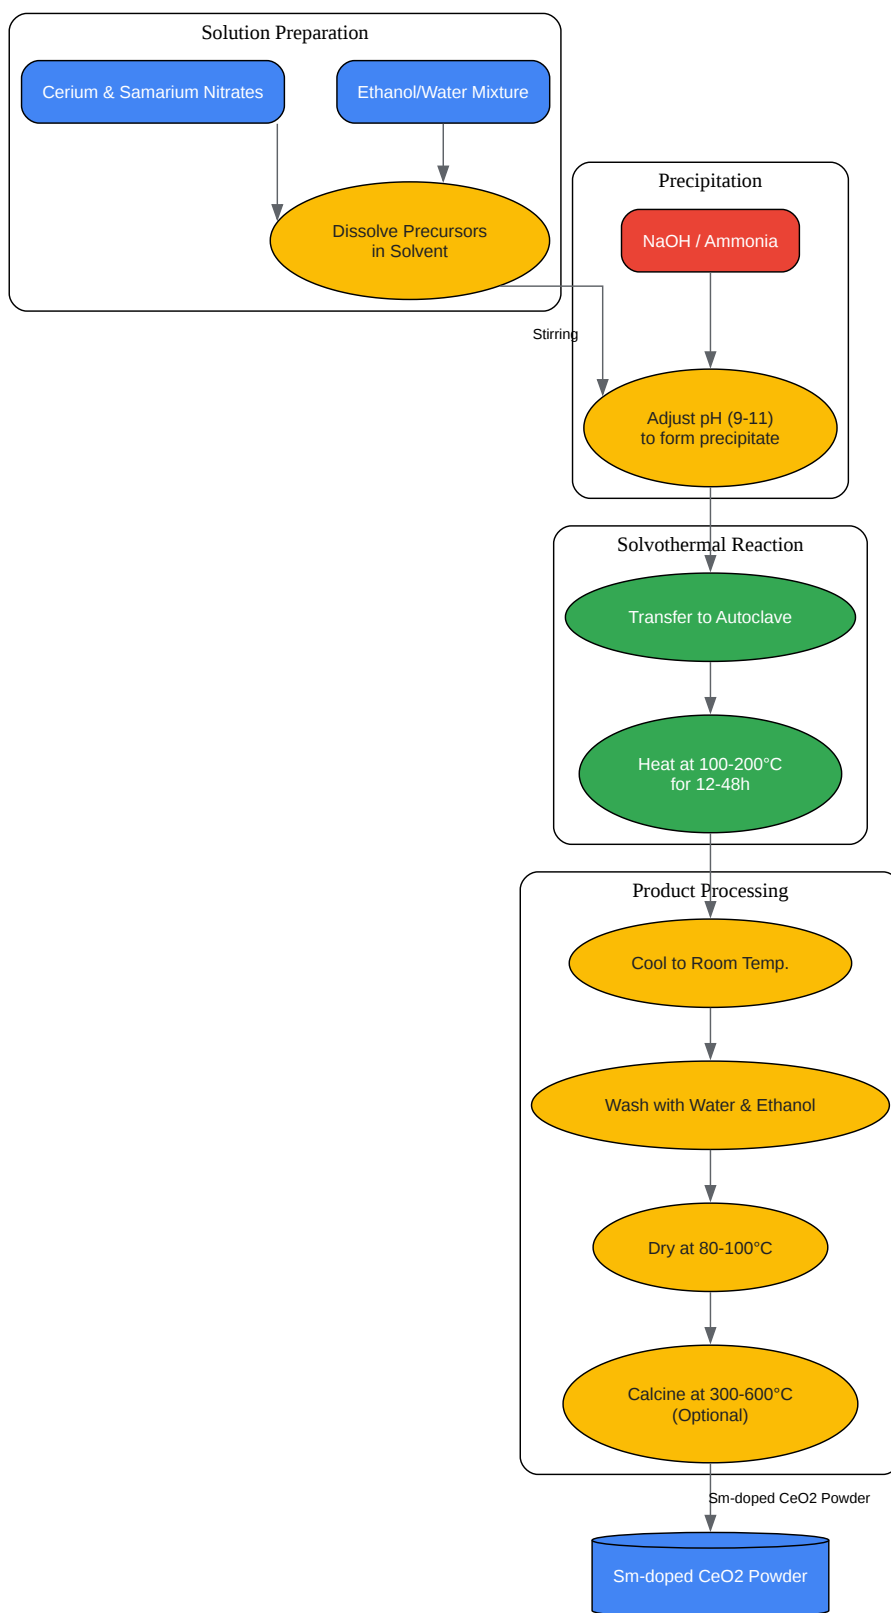 Solution Preparation
Cerium & Samarium Nitrates
Ethanol/Water Mixture
Dissolve Precursors
in Solvent
Stirring
Precipitation
NaOH / Ammonia
Adjust pH (9-11)
to form precipitate
Solvothermal Reaction
Transfer to Autoclave
Heat at 100-200°C
for 12-48h
Product Processing
Cool to Room Temp.
Wash with Water & Ethanol
Dry at 80-100°C
Calcine at 300-600°C
(Optional)
Sm-doped CeO2 Powder
Sm-doped CeO2 Powder